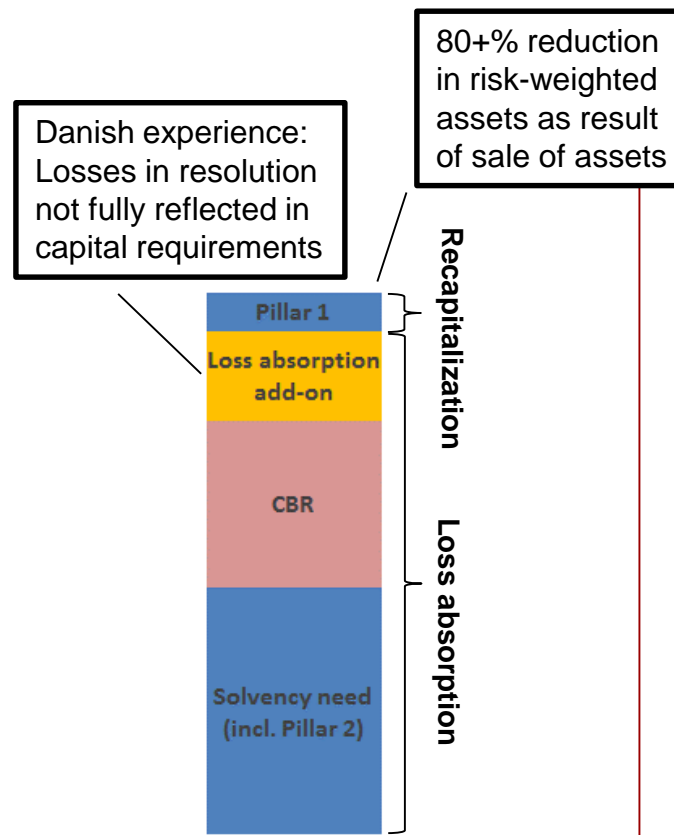 80+% reduction
in risk-weighted
assets as result
of sale of assets
Danish experience:
Losses in resolution
not fully reflected in
capital requirements
Recapitalization
Pillar 1
Loss absorption
add-on
CBR
Loss absorption
Solvency need
(incl. Pillar 2)